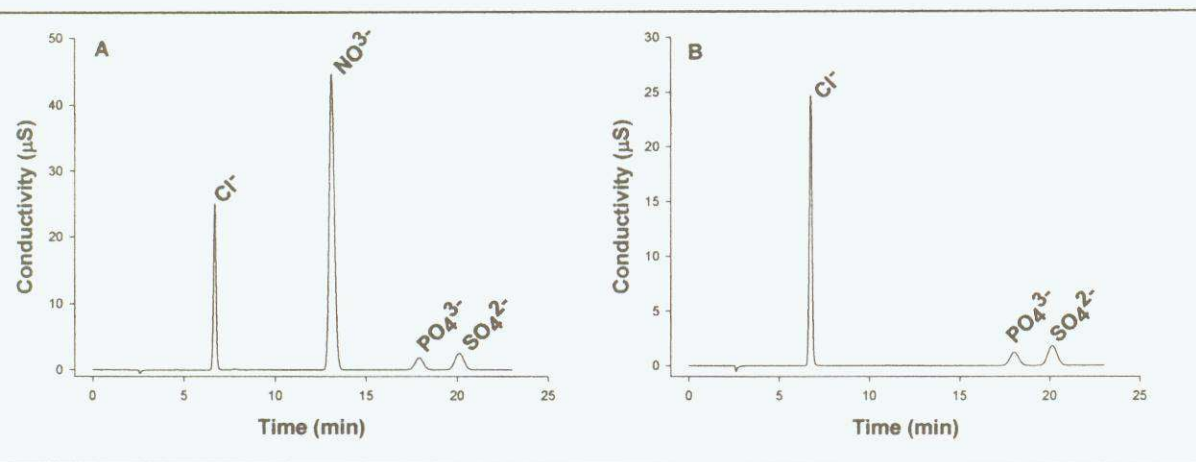 A
50
40
30
20
10
0
Conductivity (µS)
Cl⁻
NO³⁻
PO₄³⁻
SO₄²⁻
0 5 10 15 20 25
Time (min)
B
30
25
20
15
10
5
0
Conductivity (µS)
Cl⁻
PO₄³⁻
SO₄²⁻
0 5 10 15 20 25
Time (min)